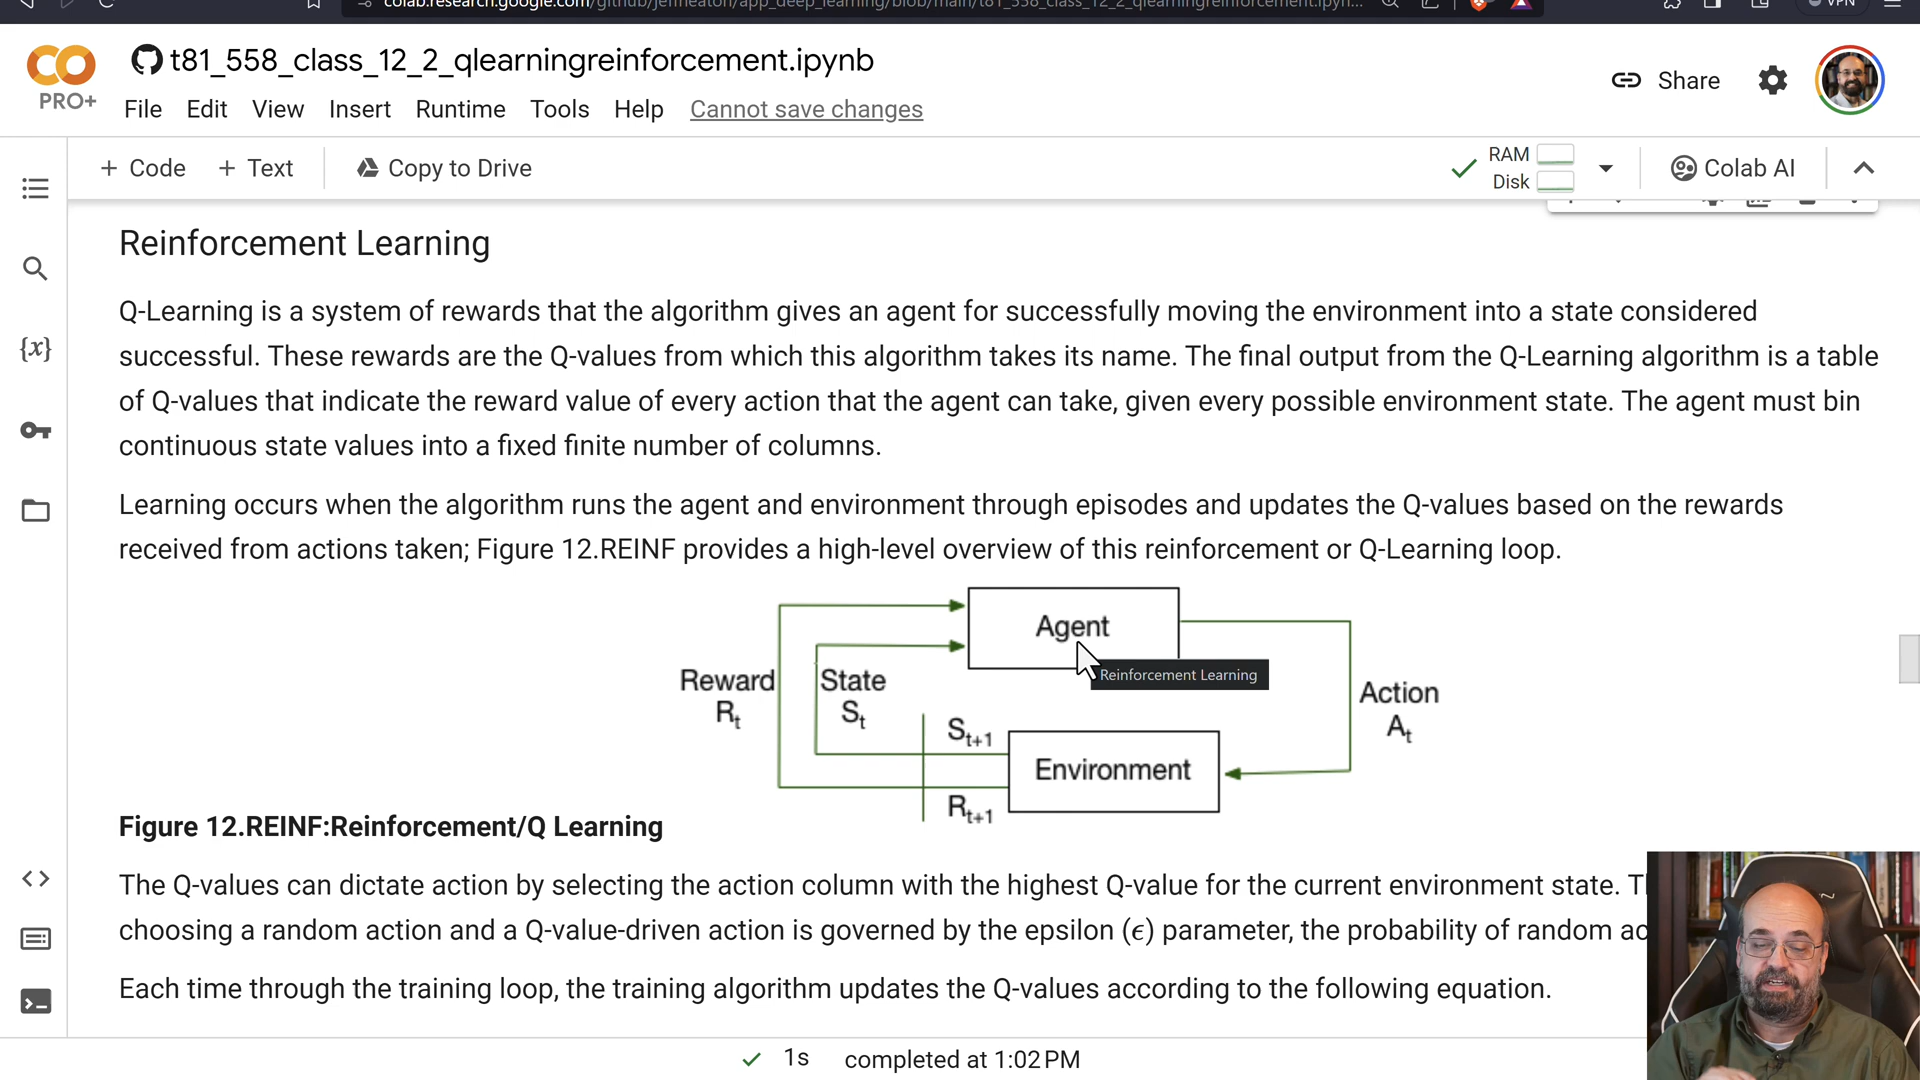 colab.research.google.com/github/jeffheaton/app_deep_learning/blob/main/t81_558_class_12_2_qlearningreinforcement.ipyn...
VPN
t81_558_class_12_2_qlearningreinforcement.ipynb
PRO+
File Edit View Insert Runtime Tools Help Cannot save changes
Share
+ Code + Text Copy to Drive
RAM
Disk
Colab AI
Reinforcement Learning
Q-Learning is a system of rewards that the algorithm gives an agent for successfully moving the environment into a state considered
successful. These rewards are the Q-values from which this algorithm takes its name. The final output from the Q-Learning algorithm is a table
of Q-values that indicate the reward value of every action that the agent can take, given every possible environment state. The agent must bin
continuous state values into a fixed finite number of columns.
Learning occurs when the algorithm runs the agent and environment through episodes and updates the Q-values based on the rewards
received from actions taken; Figure 12.REINF provides a high-level overview of this reinforcement or Q-Learning loop.
Agent
Reinforcement Learning
Reward
Rt
State
St
Action
At
St+1
Environment
Rt+1
Figure 12.REINF:Reinforcement/Q Learning
The Q-values can dictate action by selecting the action column with the highest Q-value for the current environment state.
choosing a random action and a Q-value-driven action is governed by the epsilon (ϵ) parameter, the probability of random
Each time through the training loop, the training algorithm updates the Q-values according to the following equation.
1s completed at 1:02 PM